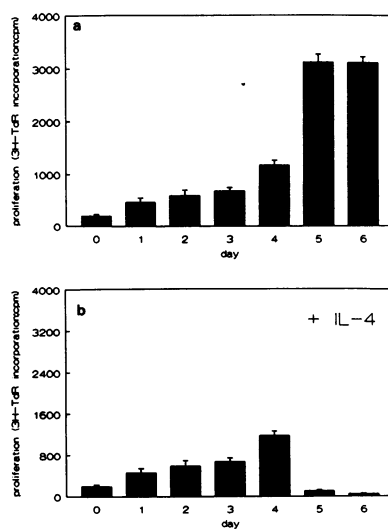 a
proliferation (3H-TdR incorporation;cpm)
4000
3000
2000
1000
0
0 1 2 3 4 5 6
day
b
+ IL-4
proliferation (3H-TdR incorporation;cpm)
4000
3200
2400
1600
800
0
0 1 2 3 4 5 6
day